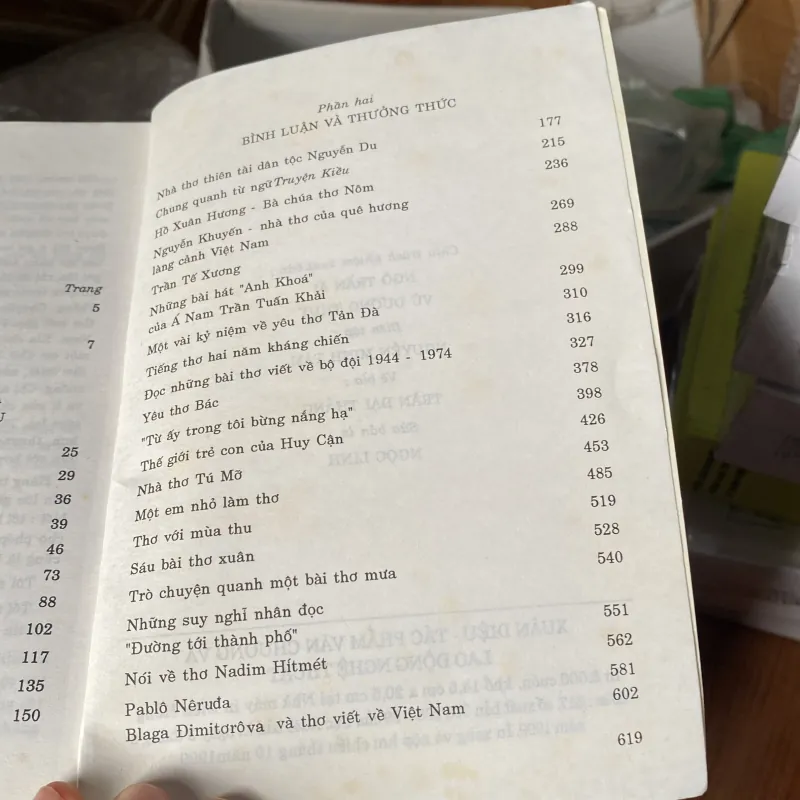 Trang
5
7
25
29
36
39
46
73
88
102
117
135
150
Phần hai
BÌNH LUẬN VÀ THƯỞNG THỨC
Nhà thơ thiên tài dân tộc Nguyễn Du 177
Chung quanh từ ngữ Truyện Kiều 215
Hồ Xuân Hương - Bà chúa thơ Nôm 236
Nguyễn Khuyến - nhà thơ của quê hương
làng cảnh Việt Nam 269
Trần Tế Xương 288
Những bài hát "Anh Khoá"
của Á Nam Trần Tuấn Khải 299
Một vài kỷ niệm về yêu thơ Tản Đà 310
Tiếng thơ hai năm kháng chiến 316
Đọc những bài thơ viết về bộ đội 1944 - 1974 327
Yêu thơ Bác 378
"Từ ấy trong tôi bừng nắng hạ" 398
Thế giới trẻ con của Huy Cận 426
Nhà thơ Tú Mỡ 453
Một em nhỏ làm thơ 485
Thơ với mùa thu 519
Sáu bài thơ xuân 528
Trò chuyện quanh một bài thơ mưa 540
Những suy nghĩ nhân đọc
"Đường tới thành phố" 551
Nói về thơ Nadim Hítmét 562
Pablô Nêruđa 581
Blaga Đimitơrôva và thơ viết về Việt Nam 602
619